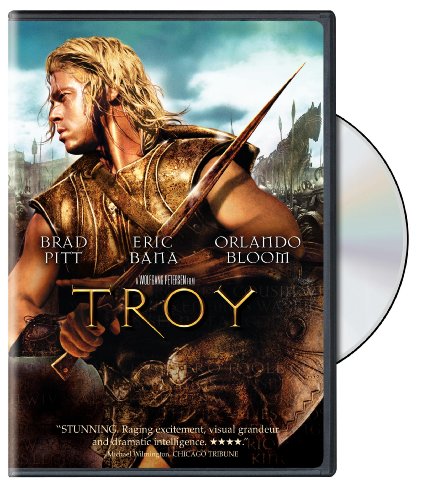 BRAD PITT
ERIC BANA
ORLANDO BLOOM
A WOLFGANG PETERSEN FILM
TROY
"STUNNING. Raging excitement, visual grandeur
and dramatic intelligence. ★★★★."
-Michael Wilmington, CHICAGO TRIBUNE